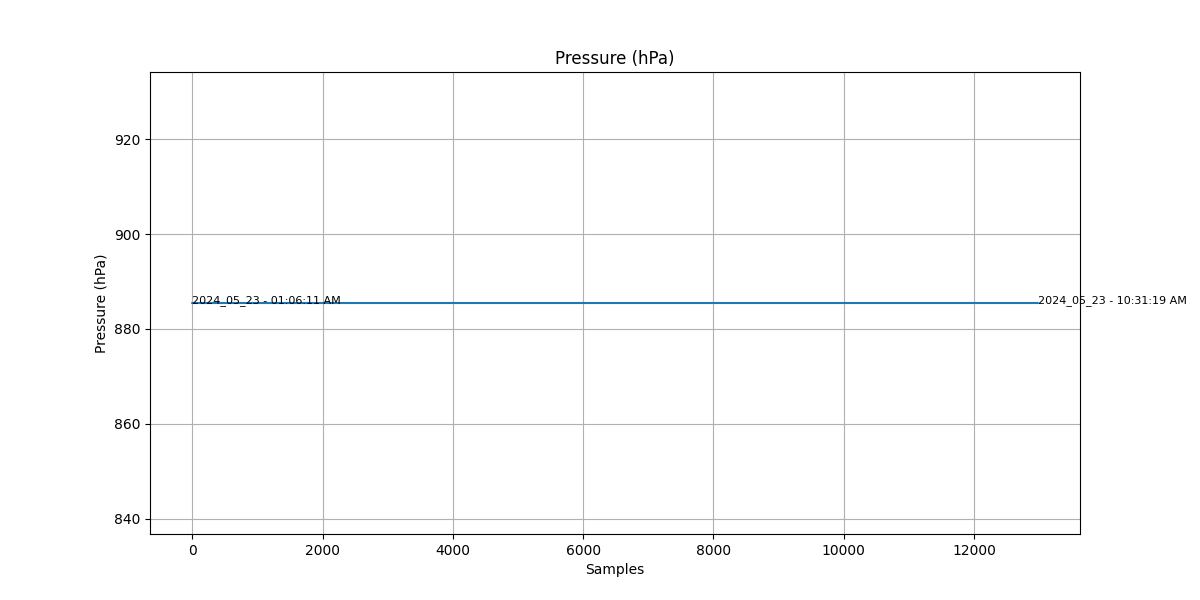 Pressure (hPa)
920
900
880
860
840
Pressure (hPa)
2024_05_23 - 01:06:11 AM
2024_05_23 - 10:31:19 AM
0 2000 4000 6000 8000 10000 12000
Samples